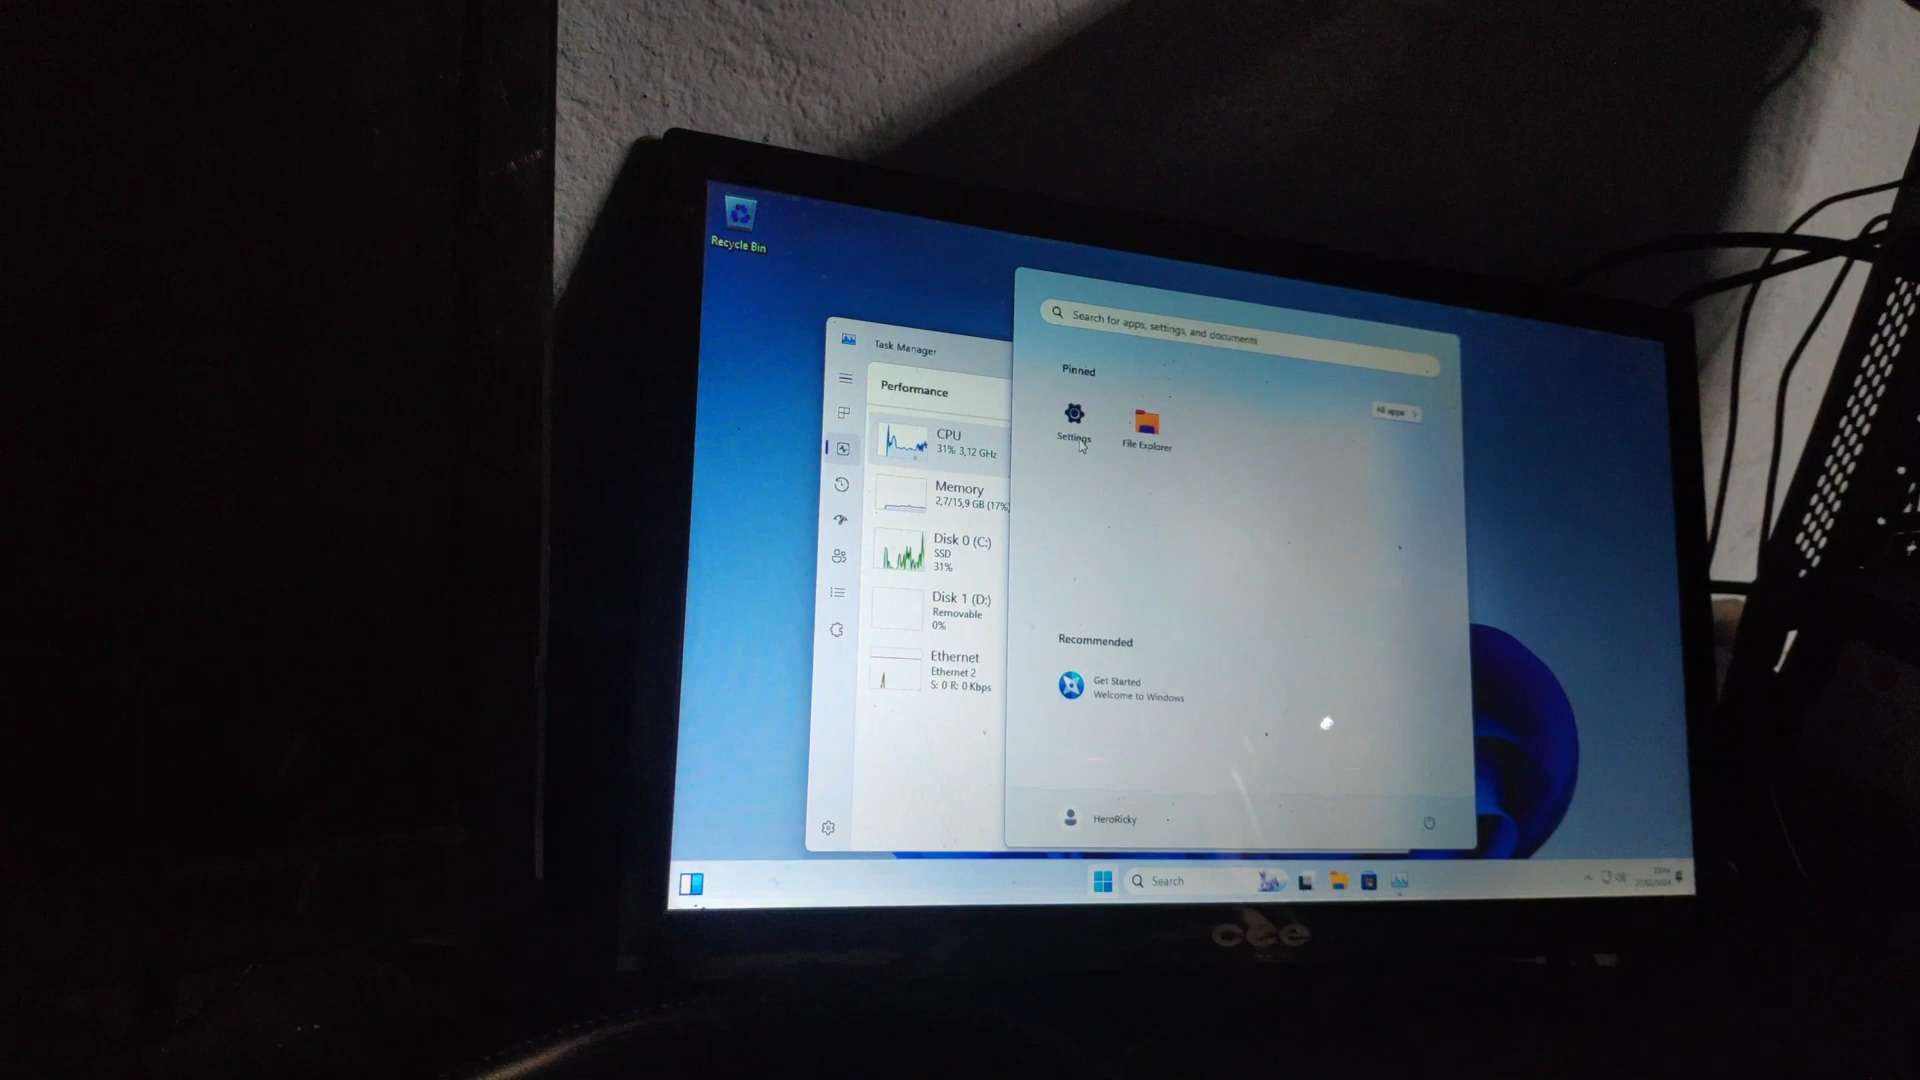 Recycle Bin
Task Manager
Performance
CPU
31% 3,12 GHz
Memory
2,7/15,9 GB (17%)
Disk 0 (C:)
SSD
31%
Disk 1 (D:)
Removable
0%
Ethernet
Ethernet 2
S: 0 R: 0 Kbps
Search for apps, settings, and documents
Pinned
All apps
Settings
File Explorer
Recommended
Get Started
Welcome to Windows
HeroRicky
Search
cce